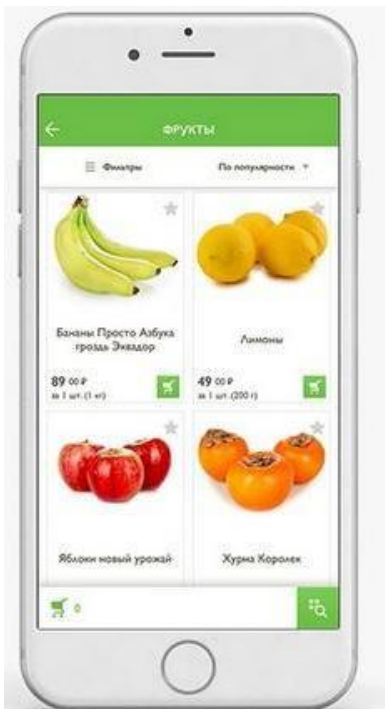 ФРУКТЫ
Фильтры
По популярности
Бананы Просто Азбука
гроздь Эквадор
Лимоны
89 00 ₽
за 1 шт. (1 кг)
49 00 ₽
за 1 шт. (200 г)
Яблоки новый урожай
Хурма Королек
0